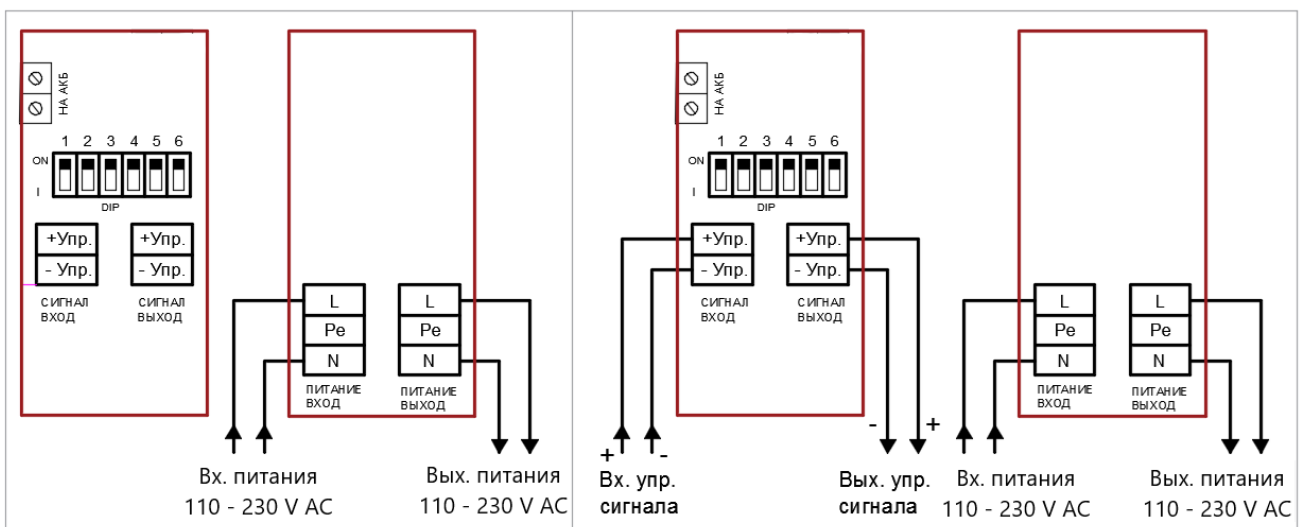 НА АКБ
1 2 3 4 5 6
ON
I
DIP
+Упр.
- Упр.
СИГНАЛ
ВХОД
+Упр.
- Упр.
СИГНАЛ
ВЫХОД
L
Pe
N
ПИТАНИЕ
ВХОД
L
Pe
N
ПИТАНИЕ
ВЫХОД
Вх. питания
110 - 230 V AC
Вых. питания
110 - 230 V AC
НА АКБ
1 2 3 4 5 6
ON
I
DIP
+Упр.
- Упр.
СИГНАЛ
ВХОД
+Упр.
- Упр.
СИГНАЛ
ВЫХОД
+ -
Вх. упр.
сигнала
- +
Вых. упр.
сигнала
L
Pe
N
ПИТАНИЕ
ВХОД
L
Pe
N
ПИТАНИЕ
ВЫХОД
Вх. питания
110 - 230 V AC
Вых. питания
110 - 230 V AC